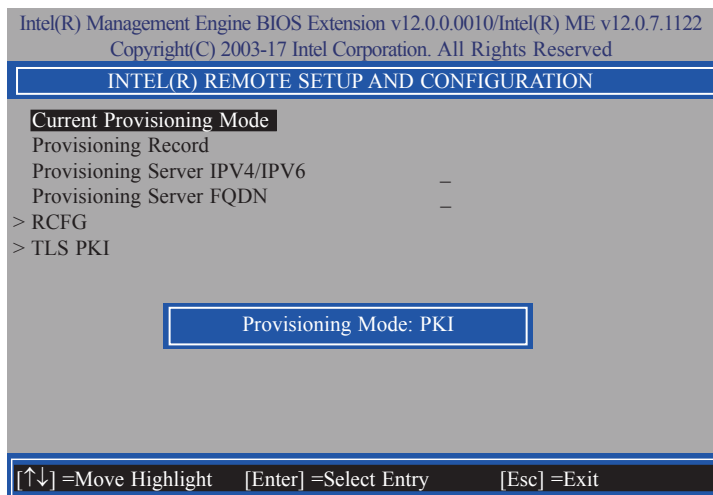 Intel(R) Management Engine BIOS Extension v12.0.0.0010/Intel(R) ME v12.0.7.1122
Copyright(C) 2003-17 Intel Corporation. All Rights Reserved
INTEL(R) REMOTE SETUP AND CONFIGURATION
Current Provisioning Mode
Provisioning Record
Provisioning Server IPV4/IPV6 _
Provisioning Server FQDN _
> RCFG
> TLS PKI
Provisioning Mode: PKI
[↑↓] =Move Highlight [Enter] =Select Entry [Esc] =Exit